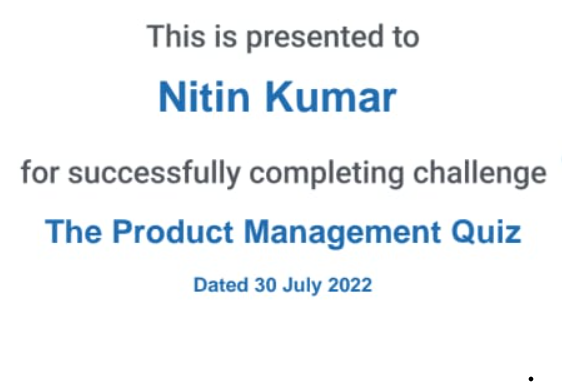 This is presented to
Nitin Kumar
for successfully completing challenge
The Product Management Quiz
Dated 30 July 2022
.